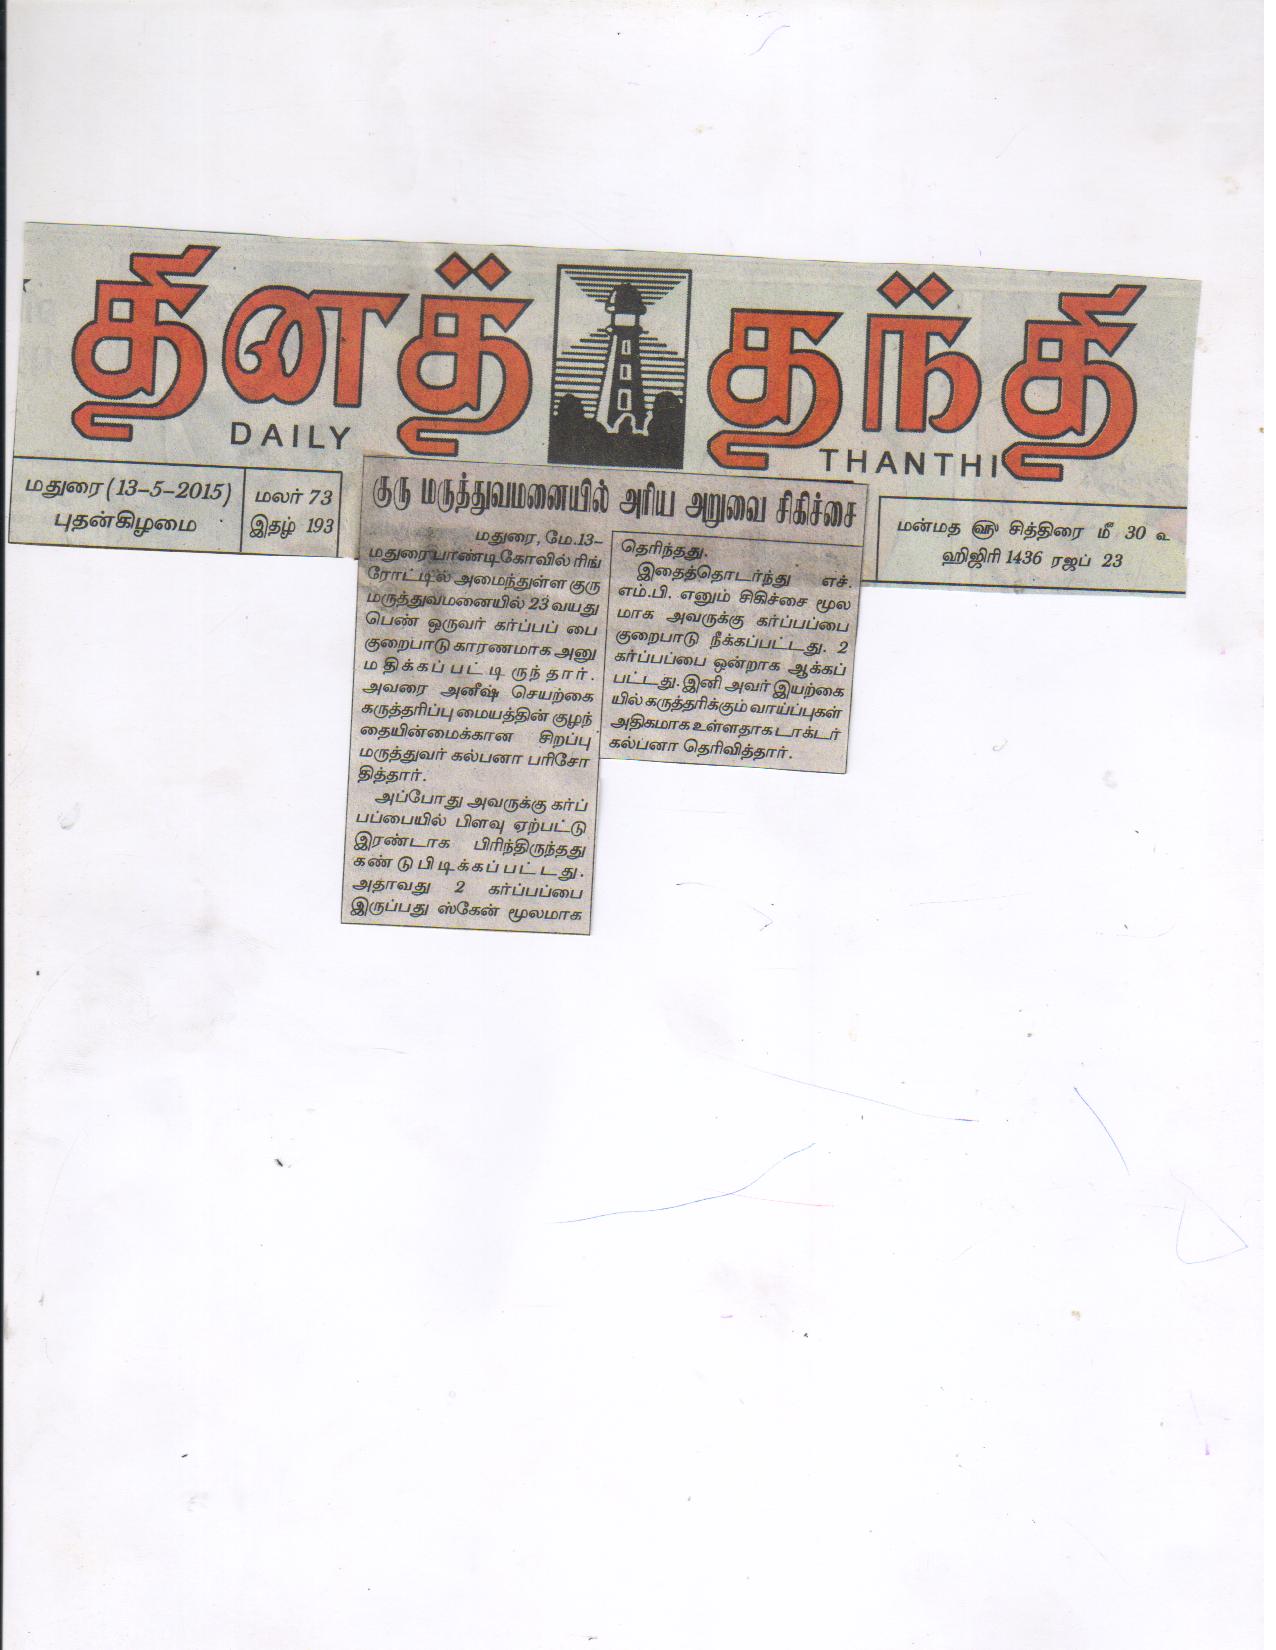 தினத் தந்தி
DAILY THANTHI
மதுரை (13-5-2015)
புதன்கிழமை
மலர் 73
இதழ் 193
மன்மத ௵ சித்திரை மீ 30 உ
ஹிஜிரி 1436 ரஜப் 23
குரு மருத்துவமனையில் அரிய அறுவை சிகிச்சை
மதுரை, மே.13–
மதுரை பாண்டிகோவில் ரிங்
ரோட்டில் அமைந்துள்ள குரு
மருத்துவமனையில் 23 வயது
பெண் ஒருவர் கர்ப்பப் பை
குறைபாடு காரணமாக அனு
மதிக்கப்பட்டிருந்தார்.
அவரை அனீஷ் செயற்கை
கருத்தரிப்பு மையத்தின் குழந்
தையின்மைக்கான சிறப்பு
மருத்துவர் கல்பனா பரிசோ
தித்தார்.
அப்போது அவருக்கு கர்ப்
பப்பையில் பிளவு ஏற்பட்டு
இரண்டாக பிரிந்திருந்தது
கண்டுபிடிக்கப்பட்டது.
அதாவது 2 கர்ப்பப்பை
இருப்பது ஸ்கேன் மூலமாக
தெரிந்தது.
இதைத்தொடர்ந்து எச்.
எம்.பி. எனும் சிகிச்சை மூல
மாக அவருக்கு கர்ப்பப்பை
குறைபாடு நீக்கப்பட்டது. 2
கர்ப்பப்பை ஒன்றாக ஆக்கப்
பட்டது. இனி அவர் இயற்கை
யில் கருத்தரிக்கும் வாய்ப்புகள்
அதிகமாக உள்ளதாக டாக்டர்
கல்பனா தெரிவித்தார்.